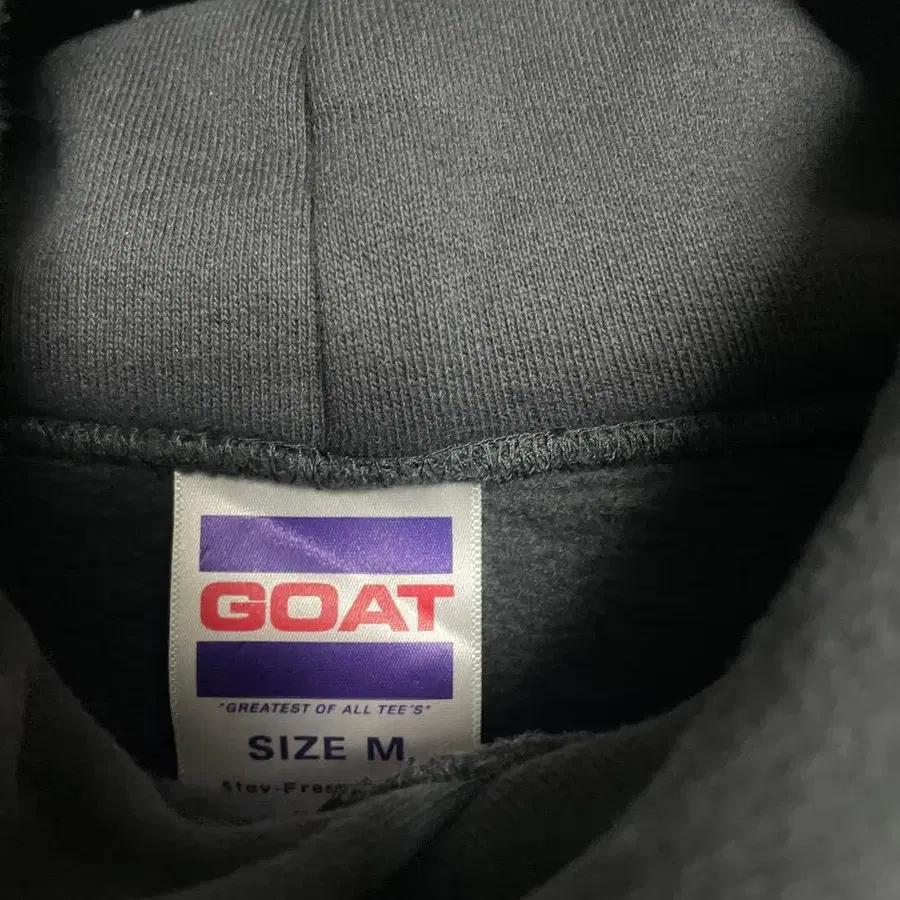 GOAT
"GREATEST OF ALL TEE'S"
SIZE M